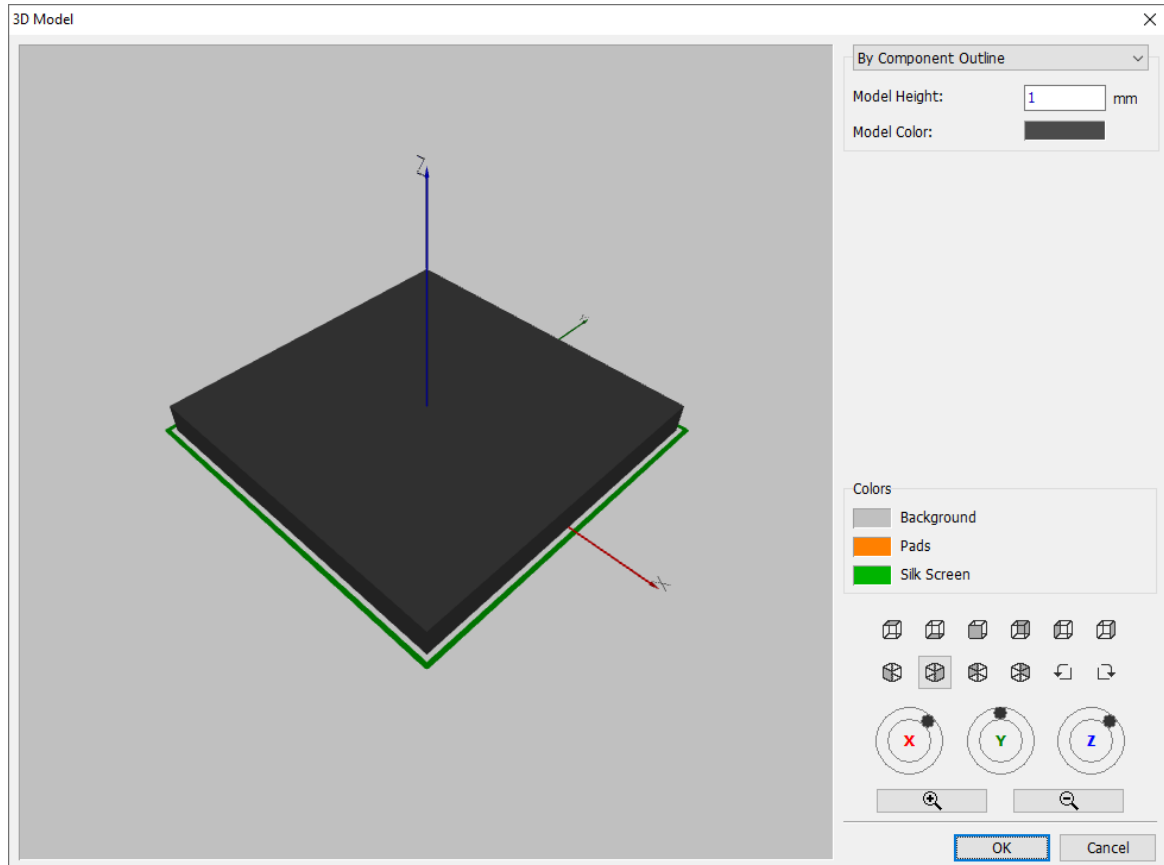 3D Model
By Component Outline
Model Height: 1 mm
Model Color:
Z
Y
X
Colors
Background
Pads
Silk Screen
X Y Z
OK Cancel